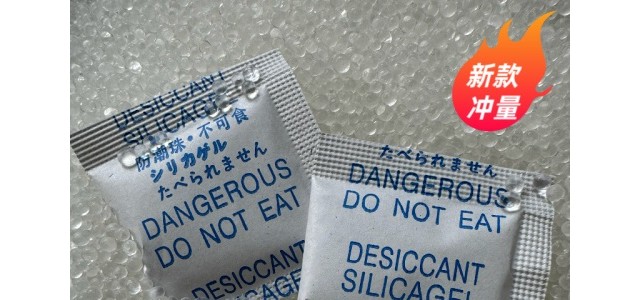 DESICCANT
SILICAGEL
防潮珠·不可食
シリカゲル
たべられません
DANGEROUS
DO NOT EAT
DESICCANT
SILICAGEL
たべられません
DANGEROUS
DO NOT EAT
DESICCANT
SILICAGEL
新款
冲量